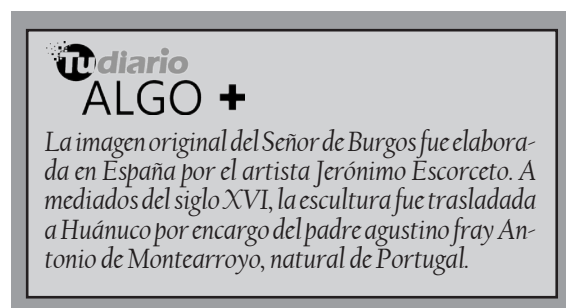 Tudiario
ALGO +
La imagen original del Señor de Burgos fue elabora-
da en España por el artista Jerónimo Escorceto. A
mediados del siglo XVI, la escultura fue trasladada
a Huánuco por encargo del padre agustino fray An-
tonio de Montearroyo, natural de Portugal.